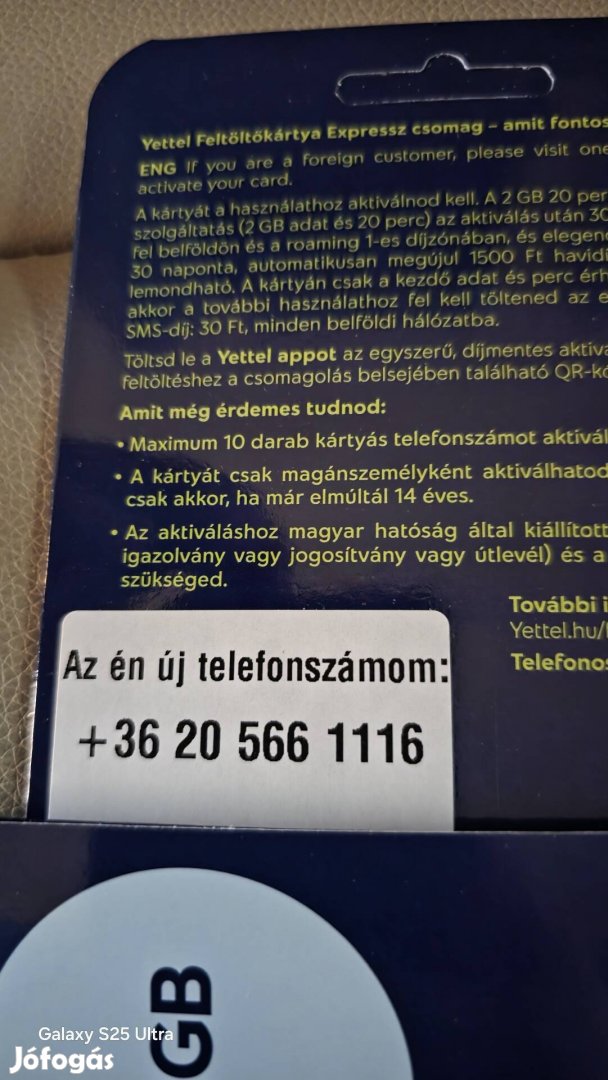 Yettel Feltöltőkártya Expressz csomag – amit fontos
ENG If you are a foreign customer, please visit one
activate your card.
A kártyát a használathoz aktiválnod kell. A 2 GB 20 per
szolgáltatás (2 GB adat és 20 perc) az aktiválás után 30
fel belföldön és a roaming 1-es díjzónában, és elegen
30 naponta, automatikusan megújul 1500 Ft havidí
lemondható. A kártyán csak a kezdő adat és perc érh
akkor a további használathoz fel kell töltened az e
SMS-díj: 30 Ft, minden belföldi hálózatba.
Töltsd le a Yettel appot az egyszerű, díjmentes aktivá
feltöltéshez a csomagolás belsejében található QR-kó
Amit még érdemes tudnod:
• Maximum 10 darab kártyás telefonszámot aktivál
• A kártyát csak magánszemélyként aktiválhatod
csak akkor, ha már elmúltál 14 éves.
• Az aktiváláshoz magyar hatóság által kiállított
igazolvány vagy jogosítvány vagy útlevél) és a
szükséged.
További i
Yettel.hu/
Telefonos
Az én új telefonszámom:
+36 20 566 1116
GB
Galaxy S25 Ultra
Jófogás